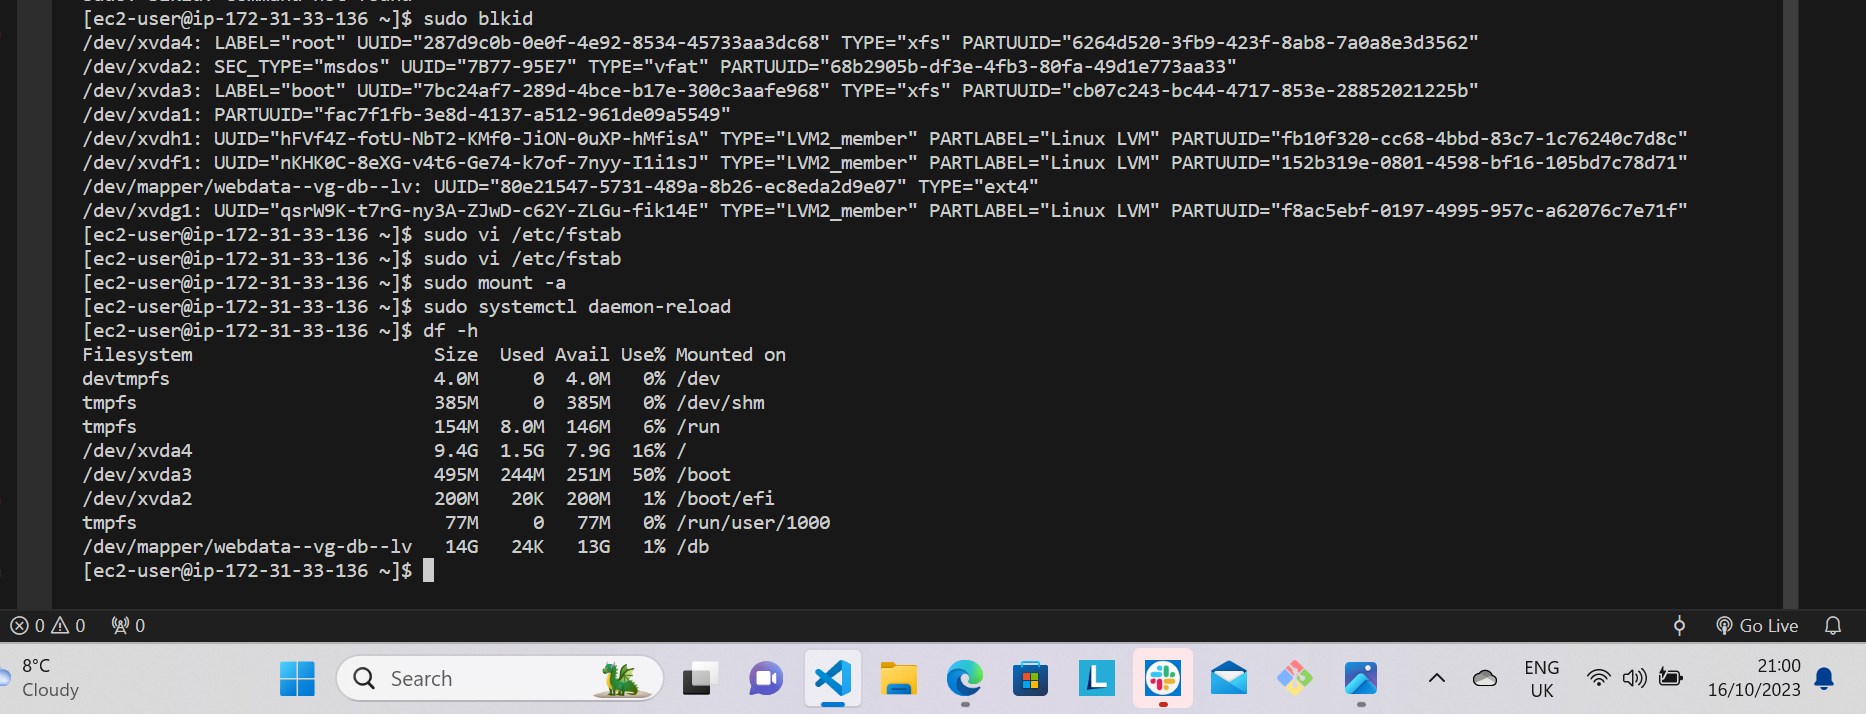 [ec2-user@ip-172-31-33-136 ~]$ sudo blkid
/dev/xvda4: LABEL="root" UUID="287d9c0b-0e0f-4e92-8534-45733aa3dc68" TYPE="xfs" PARTUUID="6264d520-3fb9-423f-8ab8-7a0a8e3d3562"
/dev/xvda2: SEC_TYPE="msdos" UUID="7B77-95E7" TYPE="vfat" PARTUUID="68b2905b-df3e-4fb3-80fa-49d1e773aa33"
/dev/xvda3: LABEL="boot" UUID="7bc24af7-289d-4bce-b17e-300c3aafe968" TYPE="xfs" PARTUUID="cb07c243-bc44-4717-853e-28852021225b"
/dev/xvda1: PARTUUID="fac7f1fb-3e8d-4137-a512-961de09a5549"
/dev/xvdh1: UUID="hFVf4Z-fotU-NbT2-KMf0-JiON-0uXP-hMfisA" TYPE="LVM2_member" PARTLABEL="Linux LVM" PARTUUID="fb10f320-cc68-4bbd-83c7-1c76240c7d8c"
/dev/xvdf1: UUID="nKHK0C-8eXG-v4t6-Ge74-k7of-7nyy-I1i1sJ" TYPE="LVM2_member" PARTLABEL="Linux LVM" PARTUUID="152b319e-0801-4598-bf16-105bd7c78d71"
/dev/mapper/webdata--vg-db--lv: UUID="80e21547-5731-489a-8b26-ec8eda2d9e07" TYPE="ext4"
/dev/xvdg1: UUID="qsrW9K-t7rG-ny3A-ZJwD-c62Y-ZLGu-fik14E" TYPE="LVM2_member" PARTLABEL="Linux LVM" PARTUUID="f8ac5ebf-0197-4995-957c-a62076c7e71f"
[ec2-user@ip-172-31-33-136 ~]$ sudo vi /etc/fstab
[ec2-user@ip-172-31-33-136 ~]$ sudo vi /etc/fstab
[ec2-user@ip-172-31-33-136 ~]$ sudo mount -a
[ec2-user@ip-172-31-33-136 ~]$ sudo systemctl daemon-reload
[ec2-user@ip-172-31-33-136 ~]$ df -h
Filesystem Size Used Avail Use% Mounted on
devtmpfs 4.0M 0 4.0M 0% /dev
tmpfs 385M 0 385M 0% /dev/shm
tmpfs 154M 8.0M 146M 6% /run
/dev/xvda4 9.4G 1.5G 7.9G 16% /
/dev/xvda3 495M 244M 251M 50% /boot
/dev/xvda2 200M 20K 200M 1% /boot/efi
tmpfs 77M 0 77M 0% /run/user/1000
/dev/mapper/webdata--vg-db--lv 14G 24K 13G 1% /db
[ec2-user@ip-172-31-33-136 ~]$
0 0 0 Go Live
8°C
Cloudy
Search
L
ENG
UK
21:00
16/10/2023